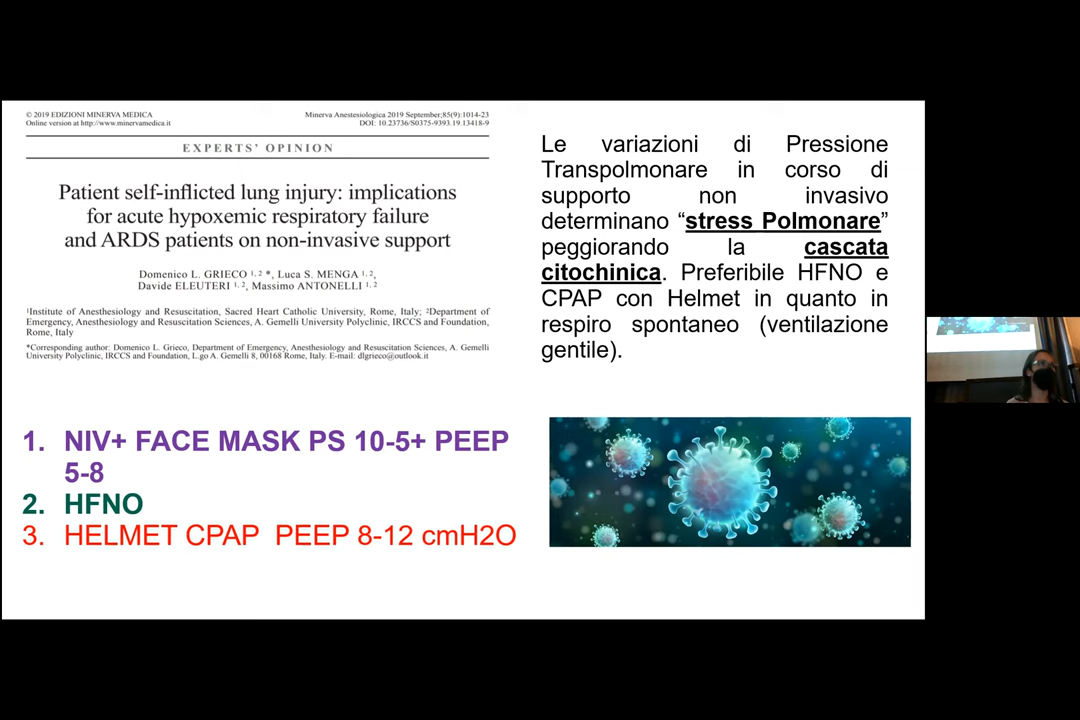 © 2019 EDIZIONI MINERVA MEDICA
Online version at http://www.minervamedica.it
Minerva Anestesiologica 2019 September;85(9):1014-23
DOI: 10.23736/S0375-9393.19.13418-9
EXPERTS’ OPINION
Patient self-inflicted lung injury: implications
for acute hypoxemic respiratory failure
and ARDS patients on non-invasive support
Domenico L. GRIECO 1, 2 *, Luca S. MENGA 1, 2,
Davide ELEUTERI 1, 2, Massimo ANTONELLI 1, 2
1Institute of Anesthesiology and Resuscitation, Sacred Heart Catholic University, Rome, Italy; 2Department of
Emergency, Anesthesiology and Resuscitation Sciences, A. Gemelli University Polyclinic, IRCCS and Foundation,
Rome, Italy
*Corresponding author: Domenico L. Grieco, Department of Emergency, Anesthesiology and Resuscitation Sciences, A. Gemelli
University Polyclinic, IRCCS and Foundation, L.go A. Gemelli 8, 00168 Rome, Italy. E-mail: dlgrieco@outlook.it
Le variazioni di Pressione
Transpolmonare in corso di
supporto non invasivo
determinano “stress Polmonare”
peggiorando la cascata
citochinica. Preferibile HFNO e
CPAP con Helmet in quanto in
respiro spontaneo (ventilazione
gentile).
1. NIV+ FACE MASK PS 10-5+ PEEP
5-8
2. HFNO
3. HELMET CPAP PEEP 8-12 cmH2O